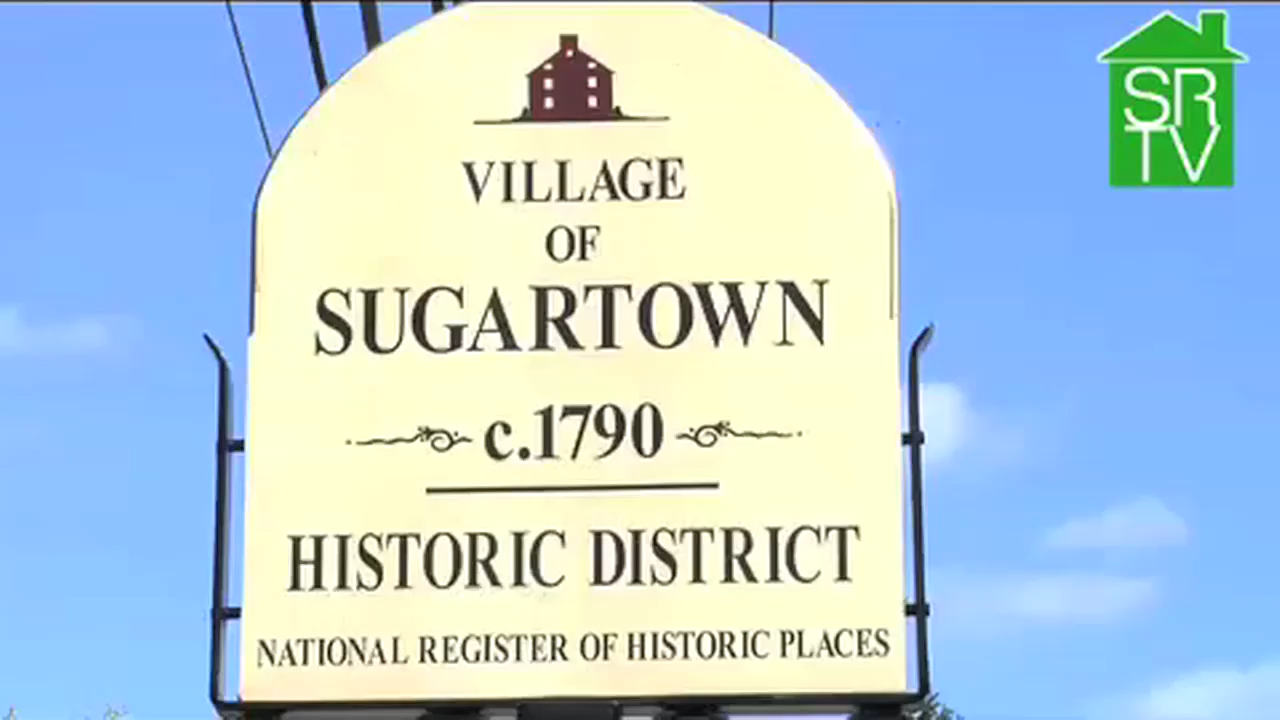 VILLAGE
OF
SUGARTOWN
c.1790
HISTORIC DISTRICT
NATIONAL REGISTER OF HISTORIC PLACES
SR
TV